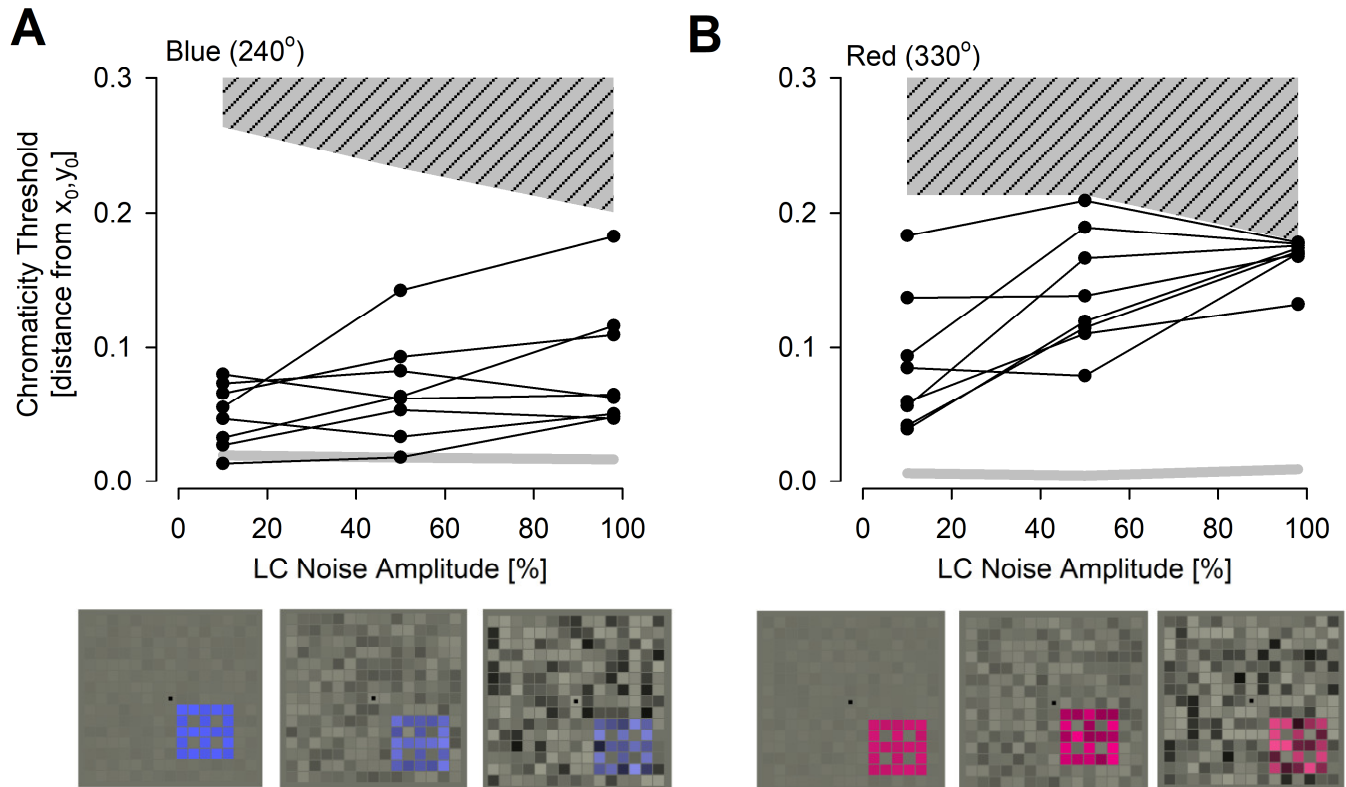 A
Blue (240°)
Chromaticity Threshold
[distance from x₀,y₀]
0.3
0.2
0.1
0.0
0 20 40 60 80 100
LC Noise Amplitude [%]
B
Red (330°)
0.3
0.2
0.1
0.0
0 20 40 60 80 100
LC Noise Amplitude [%]